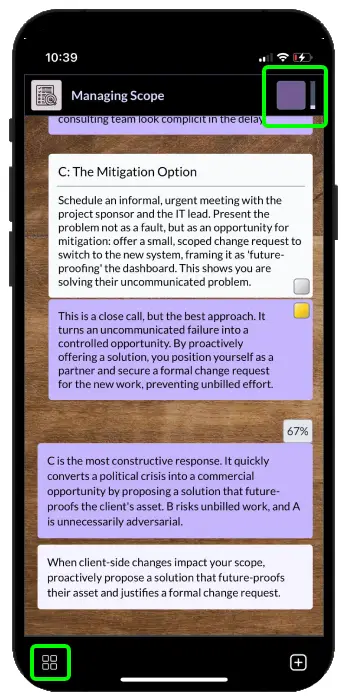 10:39
Managing Scope
consulting team look complicit in the delay.
C: The Mitigation Option
Schedule an informal, urgent meeting with the
project sponsor and the IT lead. Present the
problem not as a fault, but as an opportunity for
mitigation: offer a small, scoped change request to
switch to the new system, framing it as 'future-
proofing' the dashboard. This shows you are
solving their uncommunicated problem.
This is a close call, but the best approach. It
turns an uncommunicated failure into a
controlled opportunity. By proactively
offering a solution, you position yourself as a
partner and secure a formal change request
for the new work, preventing unbilled effort.
67%
C is the most constructive response. It quickly
converts a political crisis into a commercial
opportunity by proposing a solution that future-
proofs the client's asset. B risks unbilled work, and A
is unnecessarily adversarial.
When client-side changes impact your scope,
proactively propose a solution that future-proofs
their asset and justifies a formal change request.